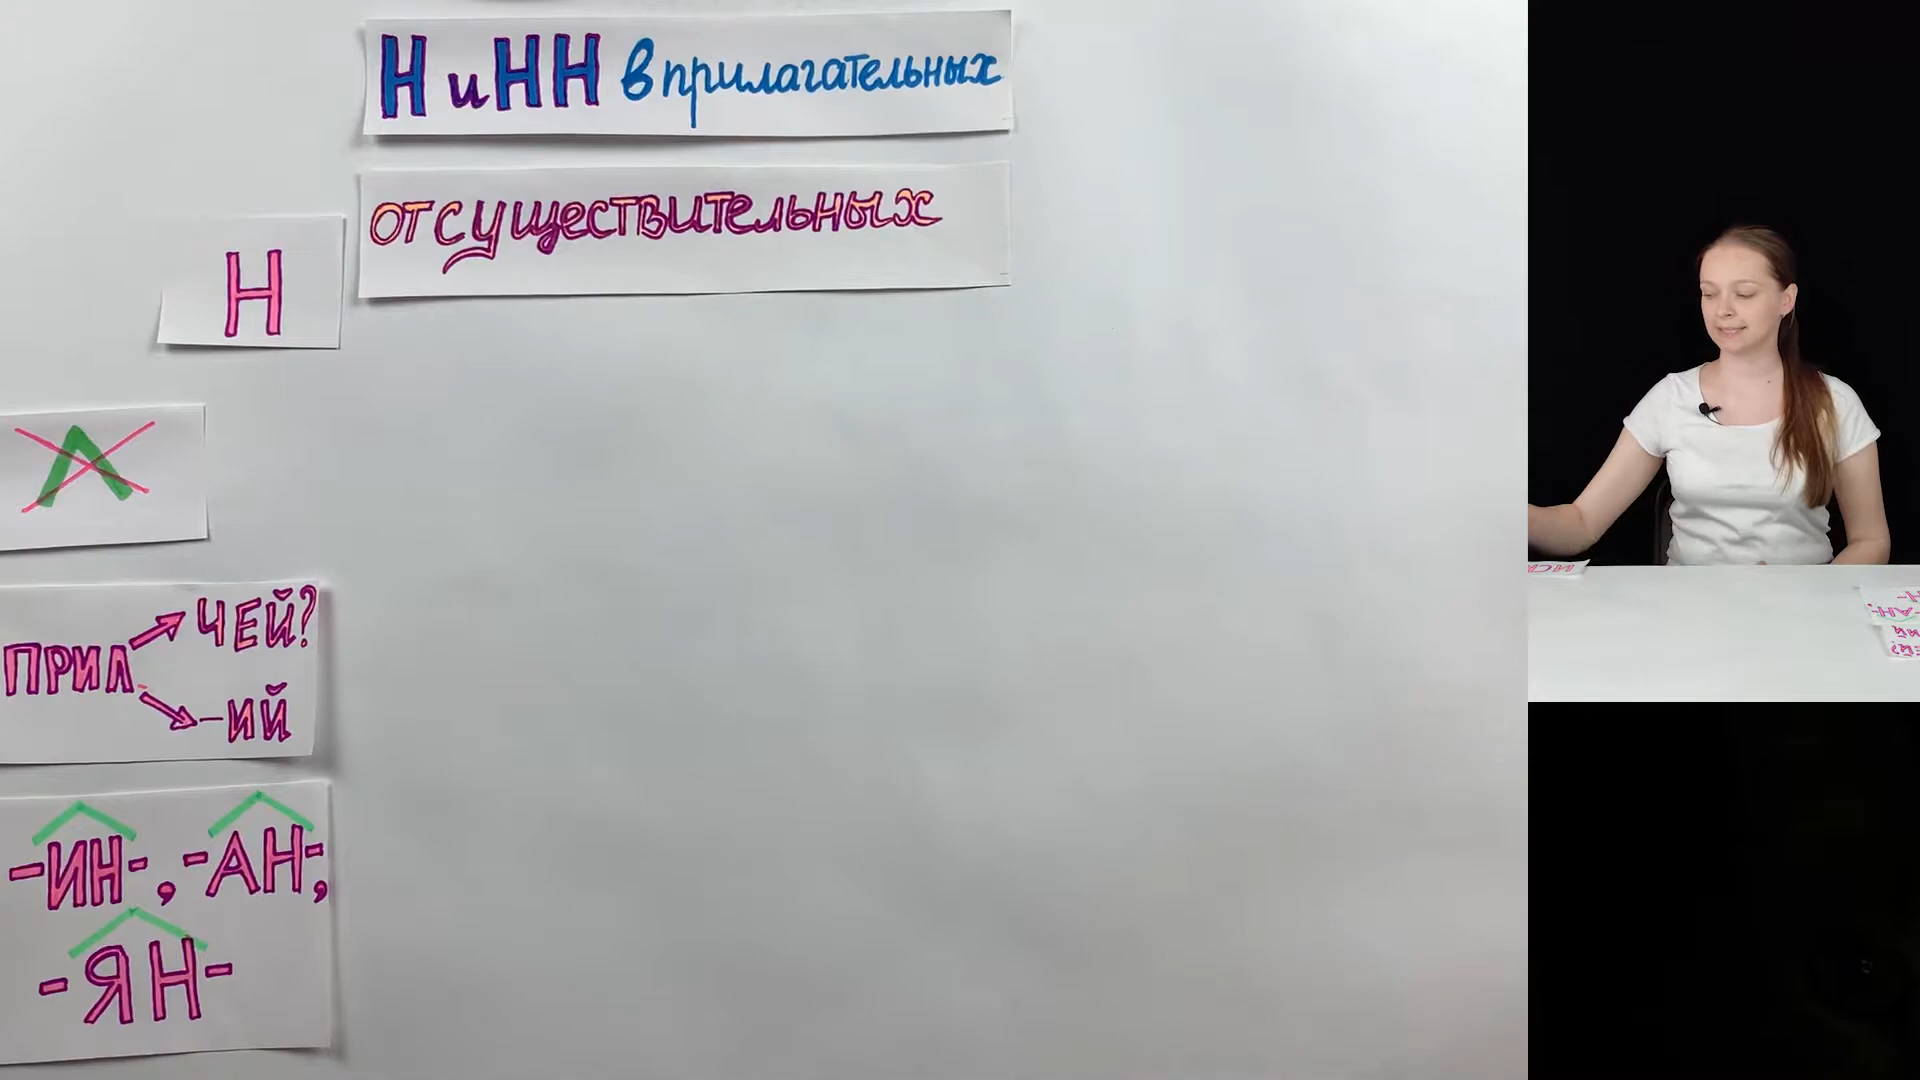 Н и НН в прилагательных
от существительных
Н
ПРИЛ. ЧЕЙ?
-ИЙ
-ИН-, -АН-,
-ЯН-